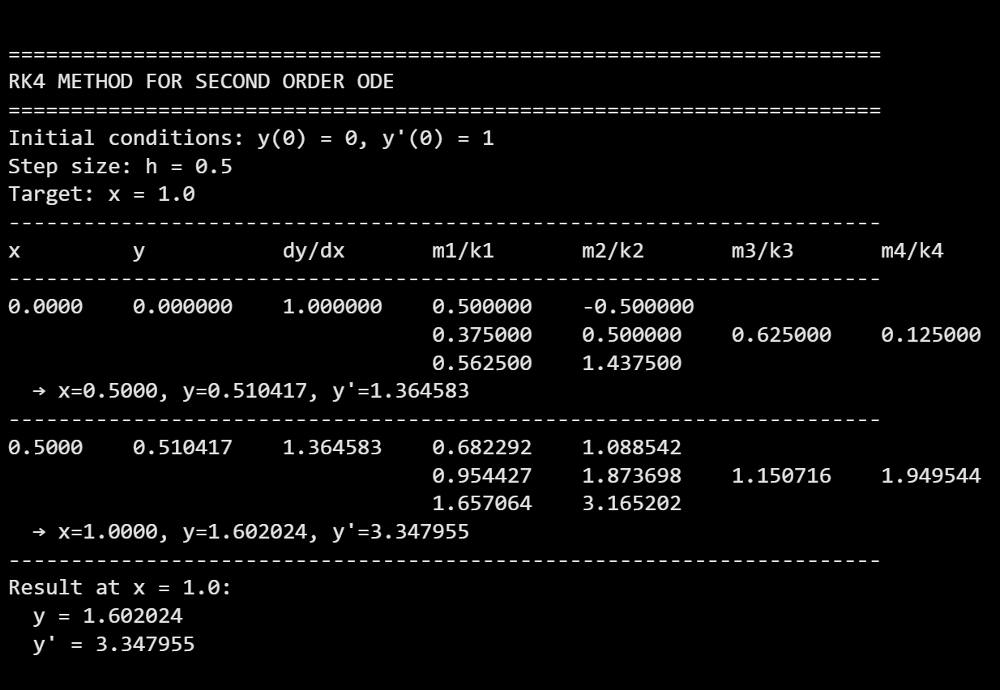 ======================================================================
RK4 METHOD FOR SECOND ORDER ODE
======================================================================
Initial conditions: y(0) = 0, y'(0) = 1
Step size: h = 0.5
Target: x = 1.0
----------------------------------------------------------------------
x         y           dy/dx       m1/k1       m2/k2       m3/k3       m4/k4
----------------------------------------------------------------------
0.0000    0.000000    1.000000    0.500000    -0.500000
                                  0.375000    0.500000    0.625000    0.125000
                                  0.562500    1.437500
  → x=0.5000, y=0.510417, y'=1.364583
----------------------------------------------------------------------
0.5000    0.510417    1.364583    0.682292    1.088542
                                  0.954427    1.873698    1.150716    1.949544
                                  1.657064    3.165202
  → x=1.0000, y=1.602024, y'=3.347955
----------------------------------------------------------------------
Result at x = 1.0:
  y = 1.602024
  y' = 3.347955